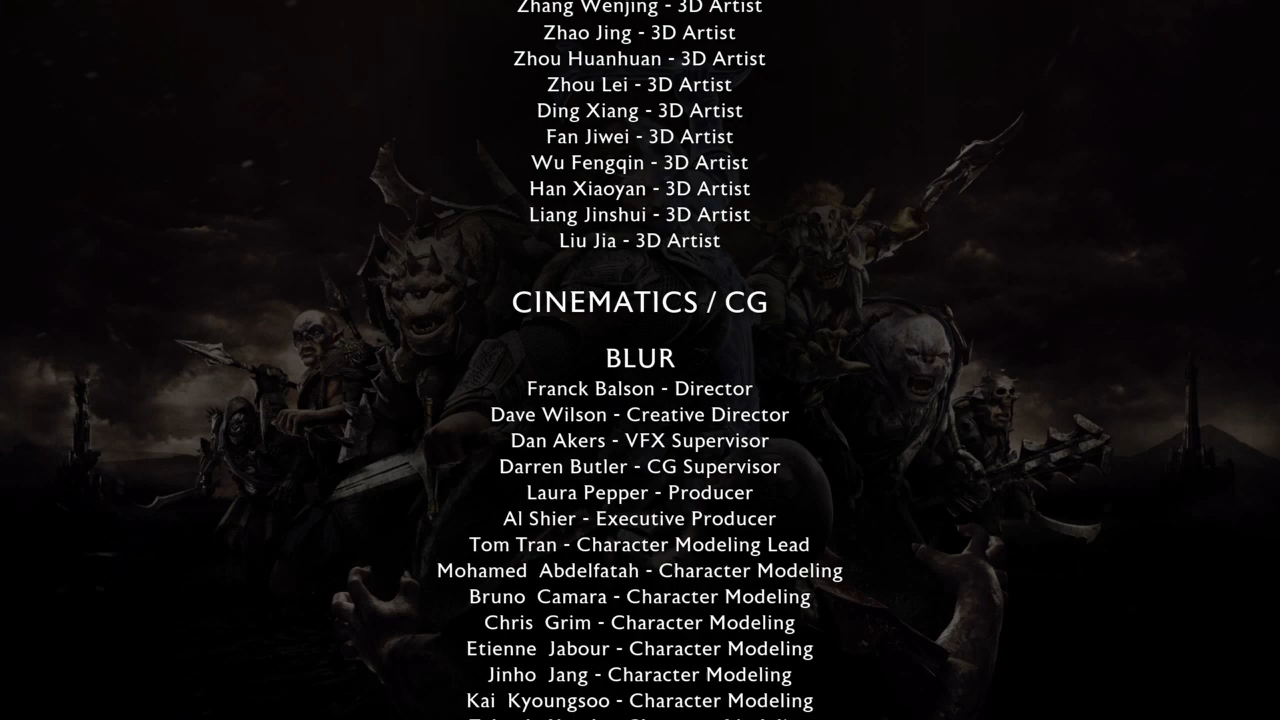 Zhang Wenjing - 3D Artist
Zhao Jing - 3D Artist
Zhou Huanhuan - 3D Artist
Zhou Lei - 3D Artist
Ding Xiang - 3D Artist
Fan Jiwei - 3D Artist
Wu Fengqin - 3D Artist
Han Xiaoyan - 3D Artist
Liang Jinshui - 3D Artist
Liu Jia - 3D Artist
CINEMATICS / CG
BLUR
Franck Balson - Director
Dave Wilson - Creative Director
Dan Akers - VFX Supervisor
Darren Butler - CG Supervisor
Laura Pepper - Producer
Al Shier - Executive Producer
Tom Tran - Character Modeling Lead
Mohamed  Abdelfatah - Character Modeling
Bruno  Camara - Character Modeling
Chris  Grim - Character Modeling
Etienne  Jabour - Character Modeling
Jinho  Jang - Character Modeling
Kai  Kyoungsoo - Character Modeling